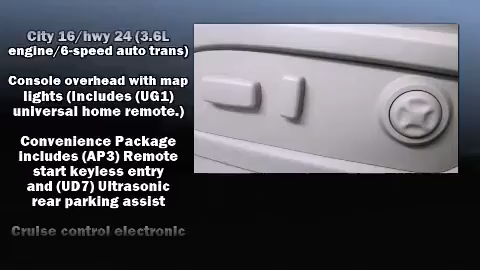 City 16/hwy 24 (3.6L
engine/6-speed auto trans)
Console overhead with map
lights (Includes (UG1)
universal home remote.)
Convenience Package
includes (AP3) Remote
start keyless entry
and (UD7) Ultrasonic
rear parking assist
Cruise control electronic